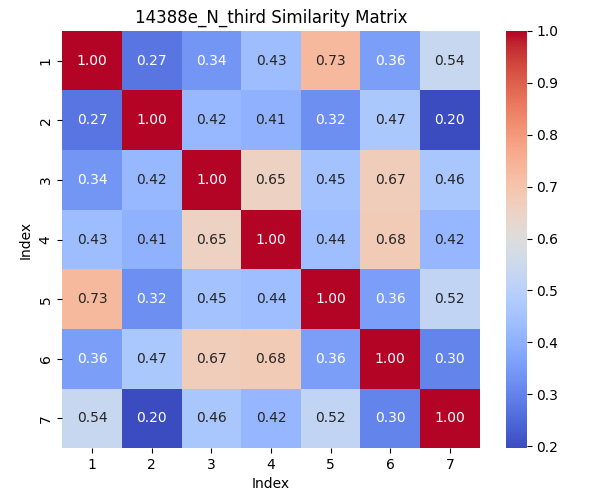 14388e_N_third Similarity Matrix
1 1.00 0.27 0.34 0.43 0.73 0.36 0.54
2 0.27 1.00 0.42 0.41 0.32 0.47 0.20
3 0.34 0.42 1.00 0.65 0.45 0.67 0.46
4 0.43 0.41 0.65 1.00 0.44 0.68 0.42
5 0.73 0.32 0.45 0.44 1.00 0.36 0.52
6 0.36 0.47 0.67 0.68 0.36 1.00 0.30
7 0.54 0.20 0.46 0.42 0.52 0.30 1.00
1 2 3 4 5 6 7
Index
Index
1.0
0.9
0.8
0.7
0.6
0.5
0.4
0.3
0.2